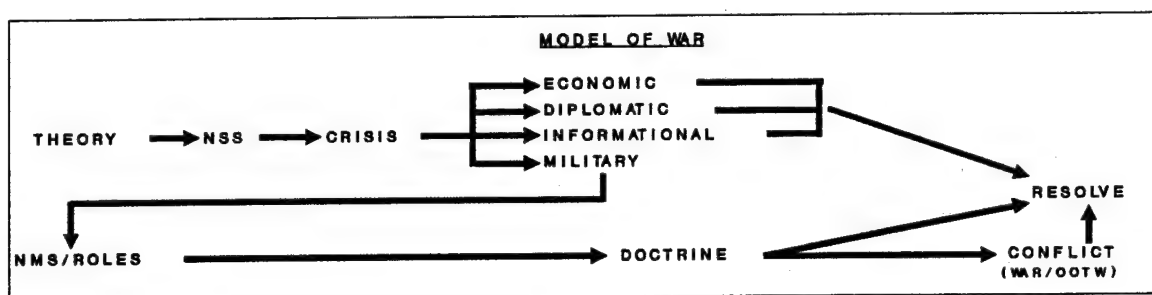 MODEL OF WAR
ECONOMIC
DIPLOMATIC
THEORY NSS CRISIS INFORMATIONAL
MILITARY
RESOLVE
NMS/ROLES DOCTRINE CONFLICT
(WAR/OOTW)